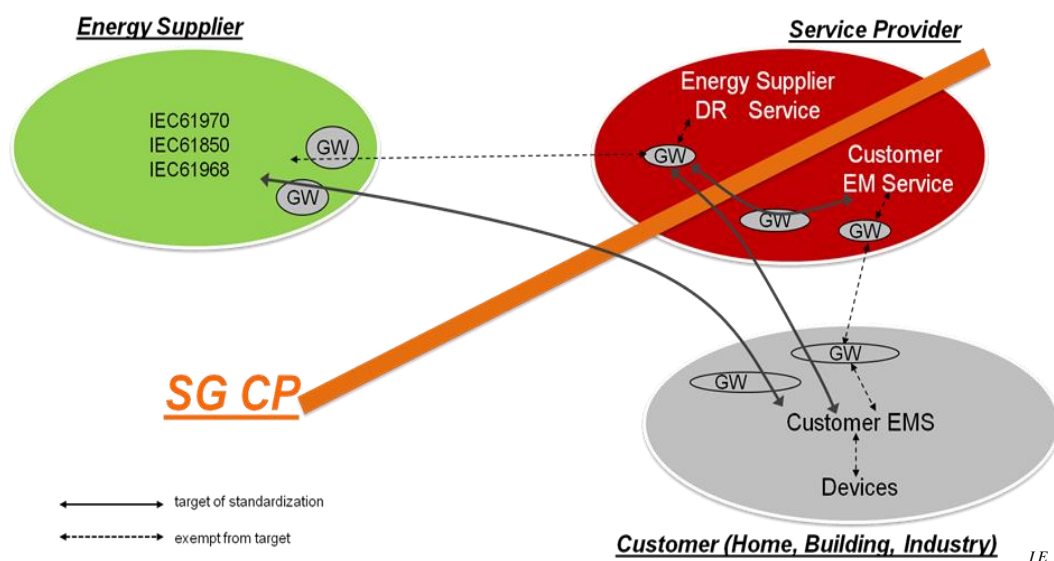 Energy Supplier
Service Provider
IEC61970
IEC61850
IEC61968
GW
GW
Energy Supplier
DR Service
GW
Customer
EM Service
GW
GW
SG CP
GW
GW
Customer EMS
Devices
target of standardization
exempt from target
Customer (Home, Building, Industry)
IE